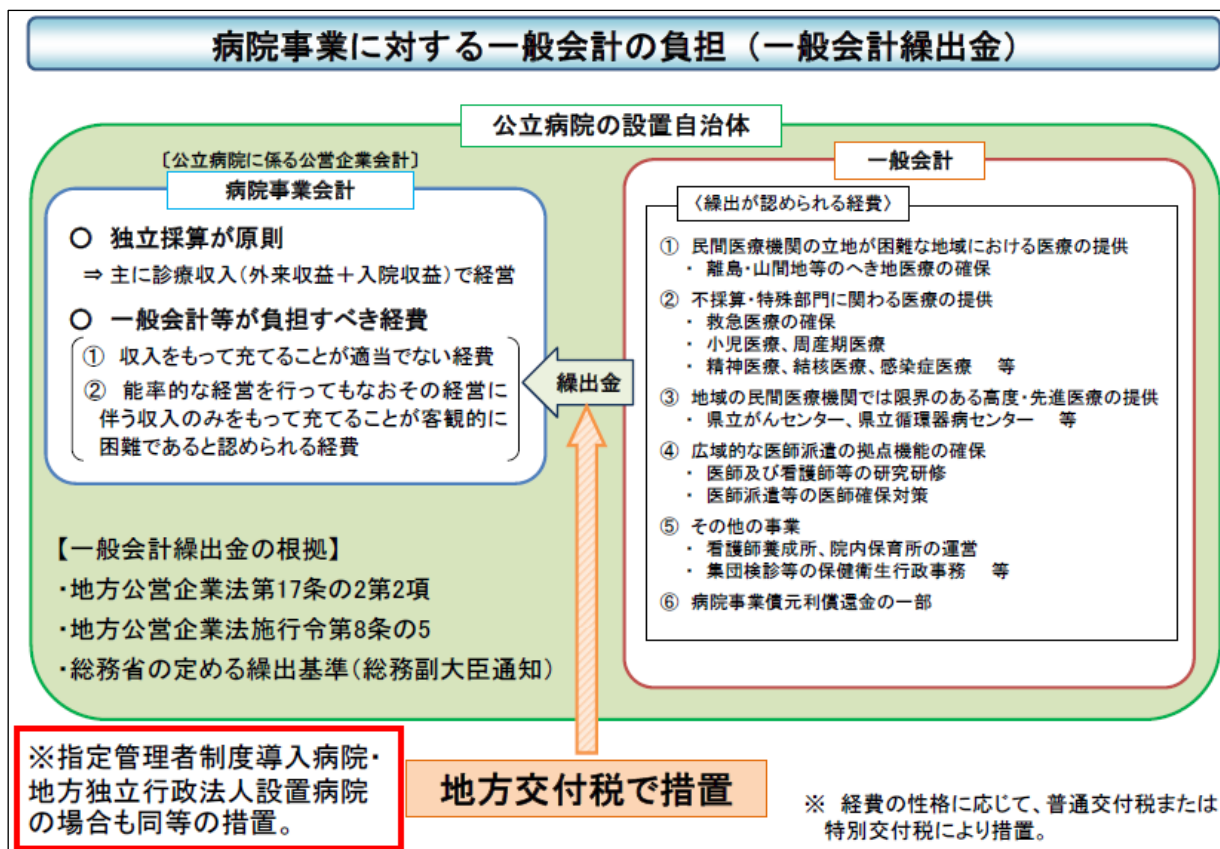 病院事業に対する一般会計の負担（一般会計繰出金）
公立病院の設置自治体
〔公立病院に係る公営企業会計〕
病院事業会計
○ 独立採算が原則
⇒ 主に診療収入（外来収益＋入院収益）で経営
○ 一般会計等が負担すべき経費
① 収入をもって充てることが適当でない経費
② 能率的な経営を行ってもなおその経営に
伴う収入のみをもって充てることが客観的に
困難であると認められる経費
繰出金
一般会計
〈繰出が認められる経費〉
① 民間医療機関の立地が困難な地域における医療の提供
・ 離島・山間地等のへき地医療の確保
② 不採算・特殊部門に関わる医療の提供
・ 救急医療の確保
・ 小児医療、周産期医療
・ 精神医療、結核医療、感染症医療 等
③ 地域の民間医療機関では限界のある高度・先進医療の提供
・ 県立がんセンター、県立循環器病センター 等
④ 広域的な医師派遣の拠点機能の確保
・ 医師及び看護師等の研究研修
・ 医師派遣等の医師確保対策
⑤ その他の事業
・ 看護師養成所、院内保育所の運営
・ 集団検診等の保健衛生行政事務 等
⑥ 病院事業債元利償還金の一部
【一般会計繰出金の根拠】
・地方公営企業法第17条の2第2項
・地方公営企業法施行令第8条の5
・総務省の定める繰出基準（総務副大臣通知）
※指定管理者制度導入病院・
地方独立行政法人設置病院
の場合も同等の措置。
地方交付税で措置
※ 経費の性格に応じて、普通交付税または
特別交付税により措置。